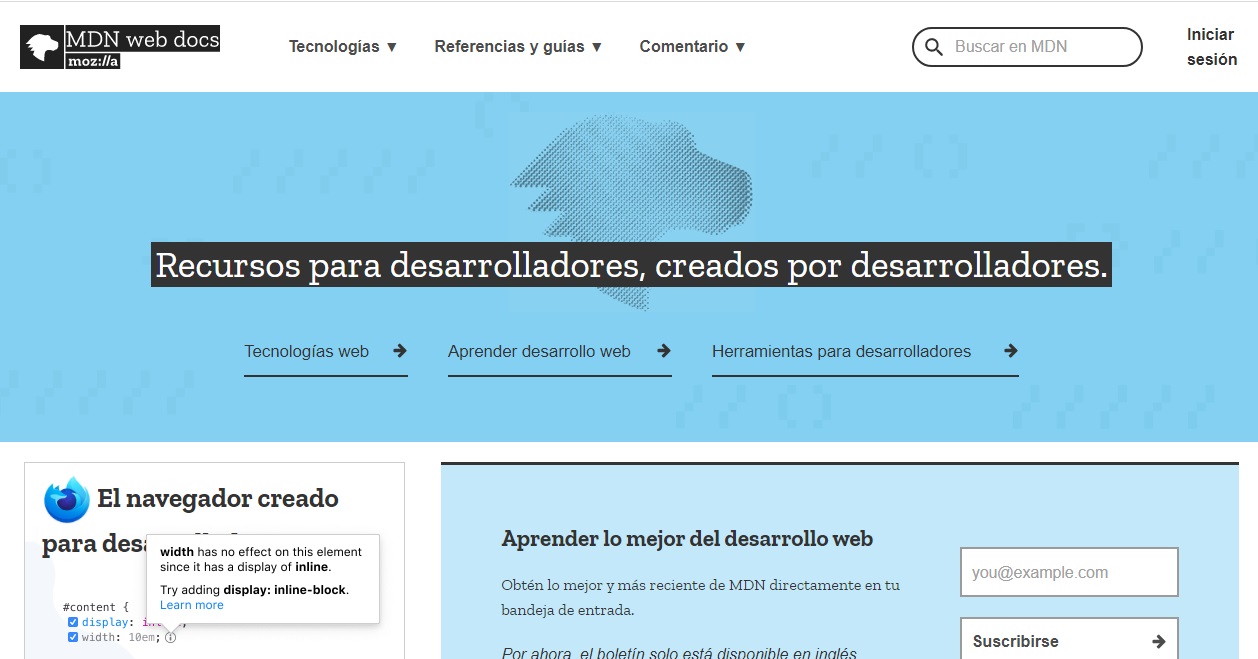 MDN web docs
moz://a
Tecnologías ▼
Referencias y guías ▼
Comentario ▼
Buscar en MDN
Iniciar
sesión
Recursos para desarrolladores, creados por desarrolladores.
Tecnologías web
Aprender desarrollo web
Herramientas para desarrolladores
El navegador creado
para
width has no effect on this element
since it has a display of inline.
Try adding display: inline-block.
Learn more
#content {
display:
width: 10em;
Aprender lo mejor del desarrollo web
Obtén lo mejor y más reciente de MDN directamente en tu
bandeja de entrada.
Por ahora, el boletín solo está disponible en inglés
you@example.com
Suscribirse